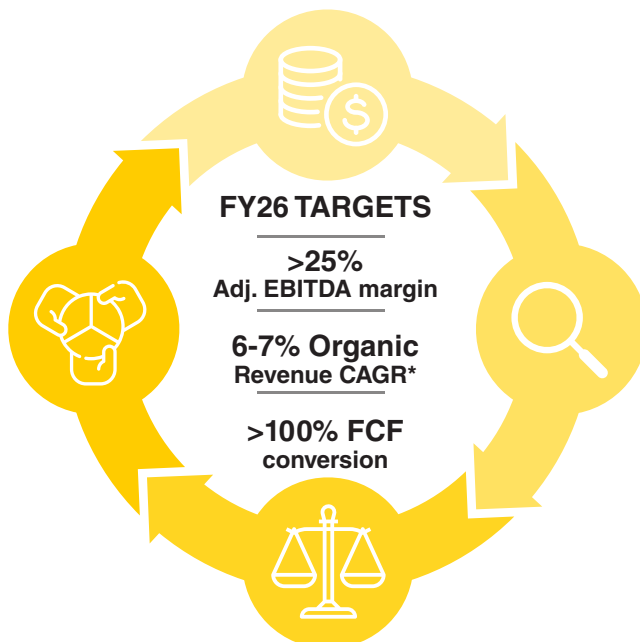 $
FY26 TARGETS
>25%
Adj. EBITDA margin
6-7% Organic
Revenue CAGR*
>100% FCF
conversion